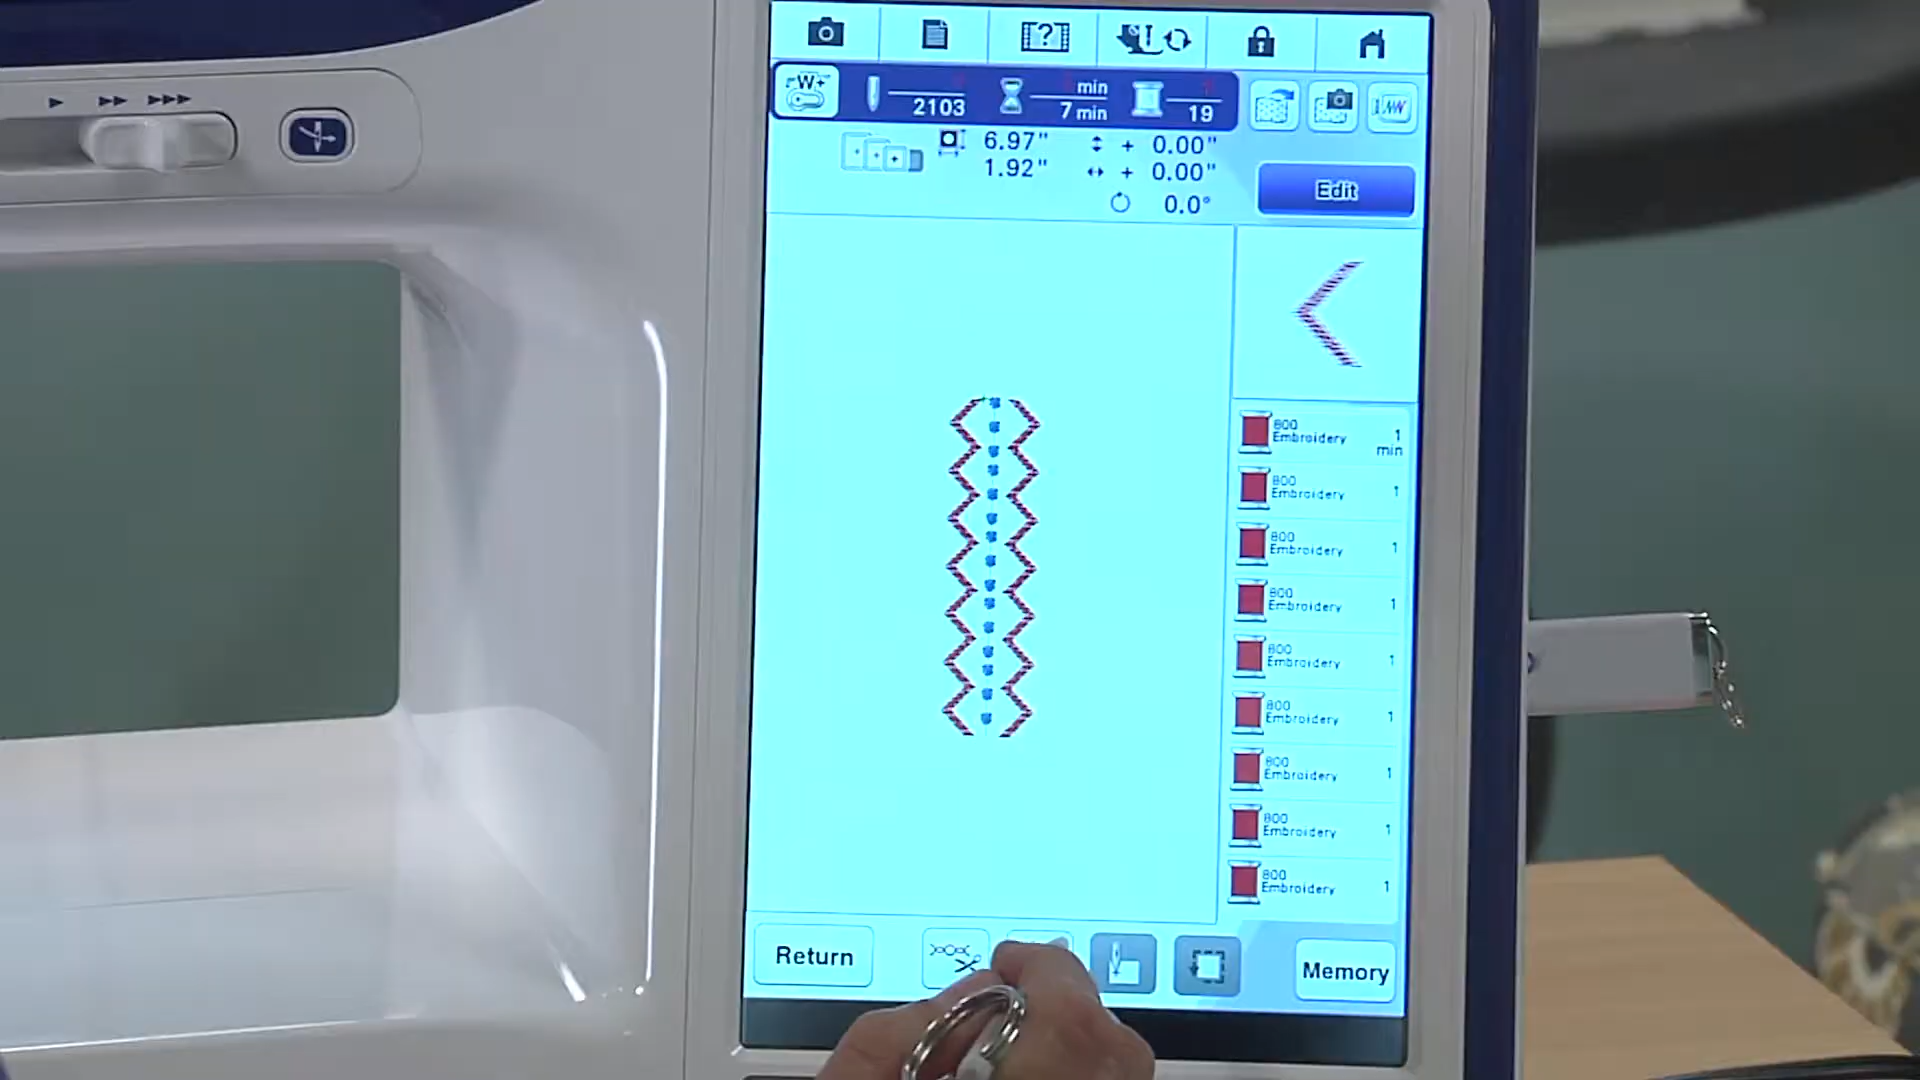 ?
W+
2103
min
7 min
19
6.97"
1.92"
+ 0.00"
+ 0.00"
0.0°
Edit
800
Embroidery
1
min
800
Embroidery
1
800
Embroidery
1
800
Embroidery
1
800
Embroidery
1
800
Embroidery
1
800
Embroidery
1
800
Embroidery
1
800
Embroidery
1
Return
Memory